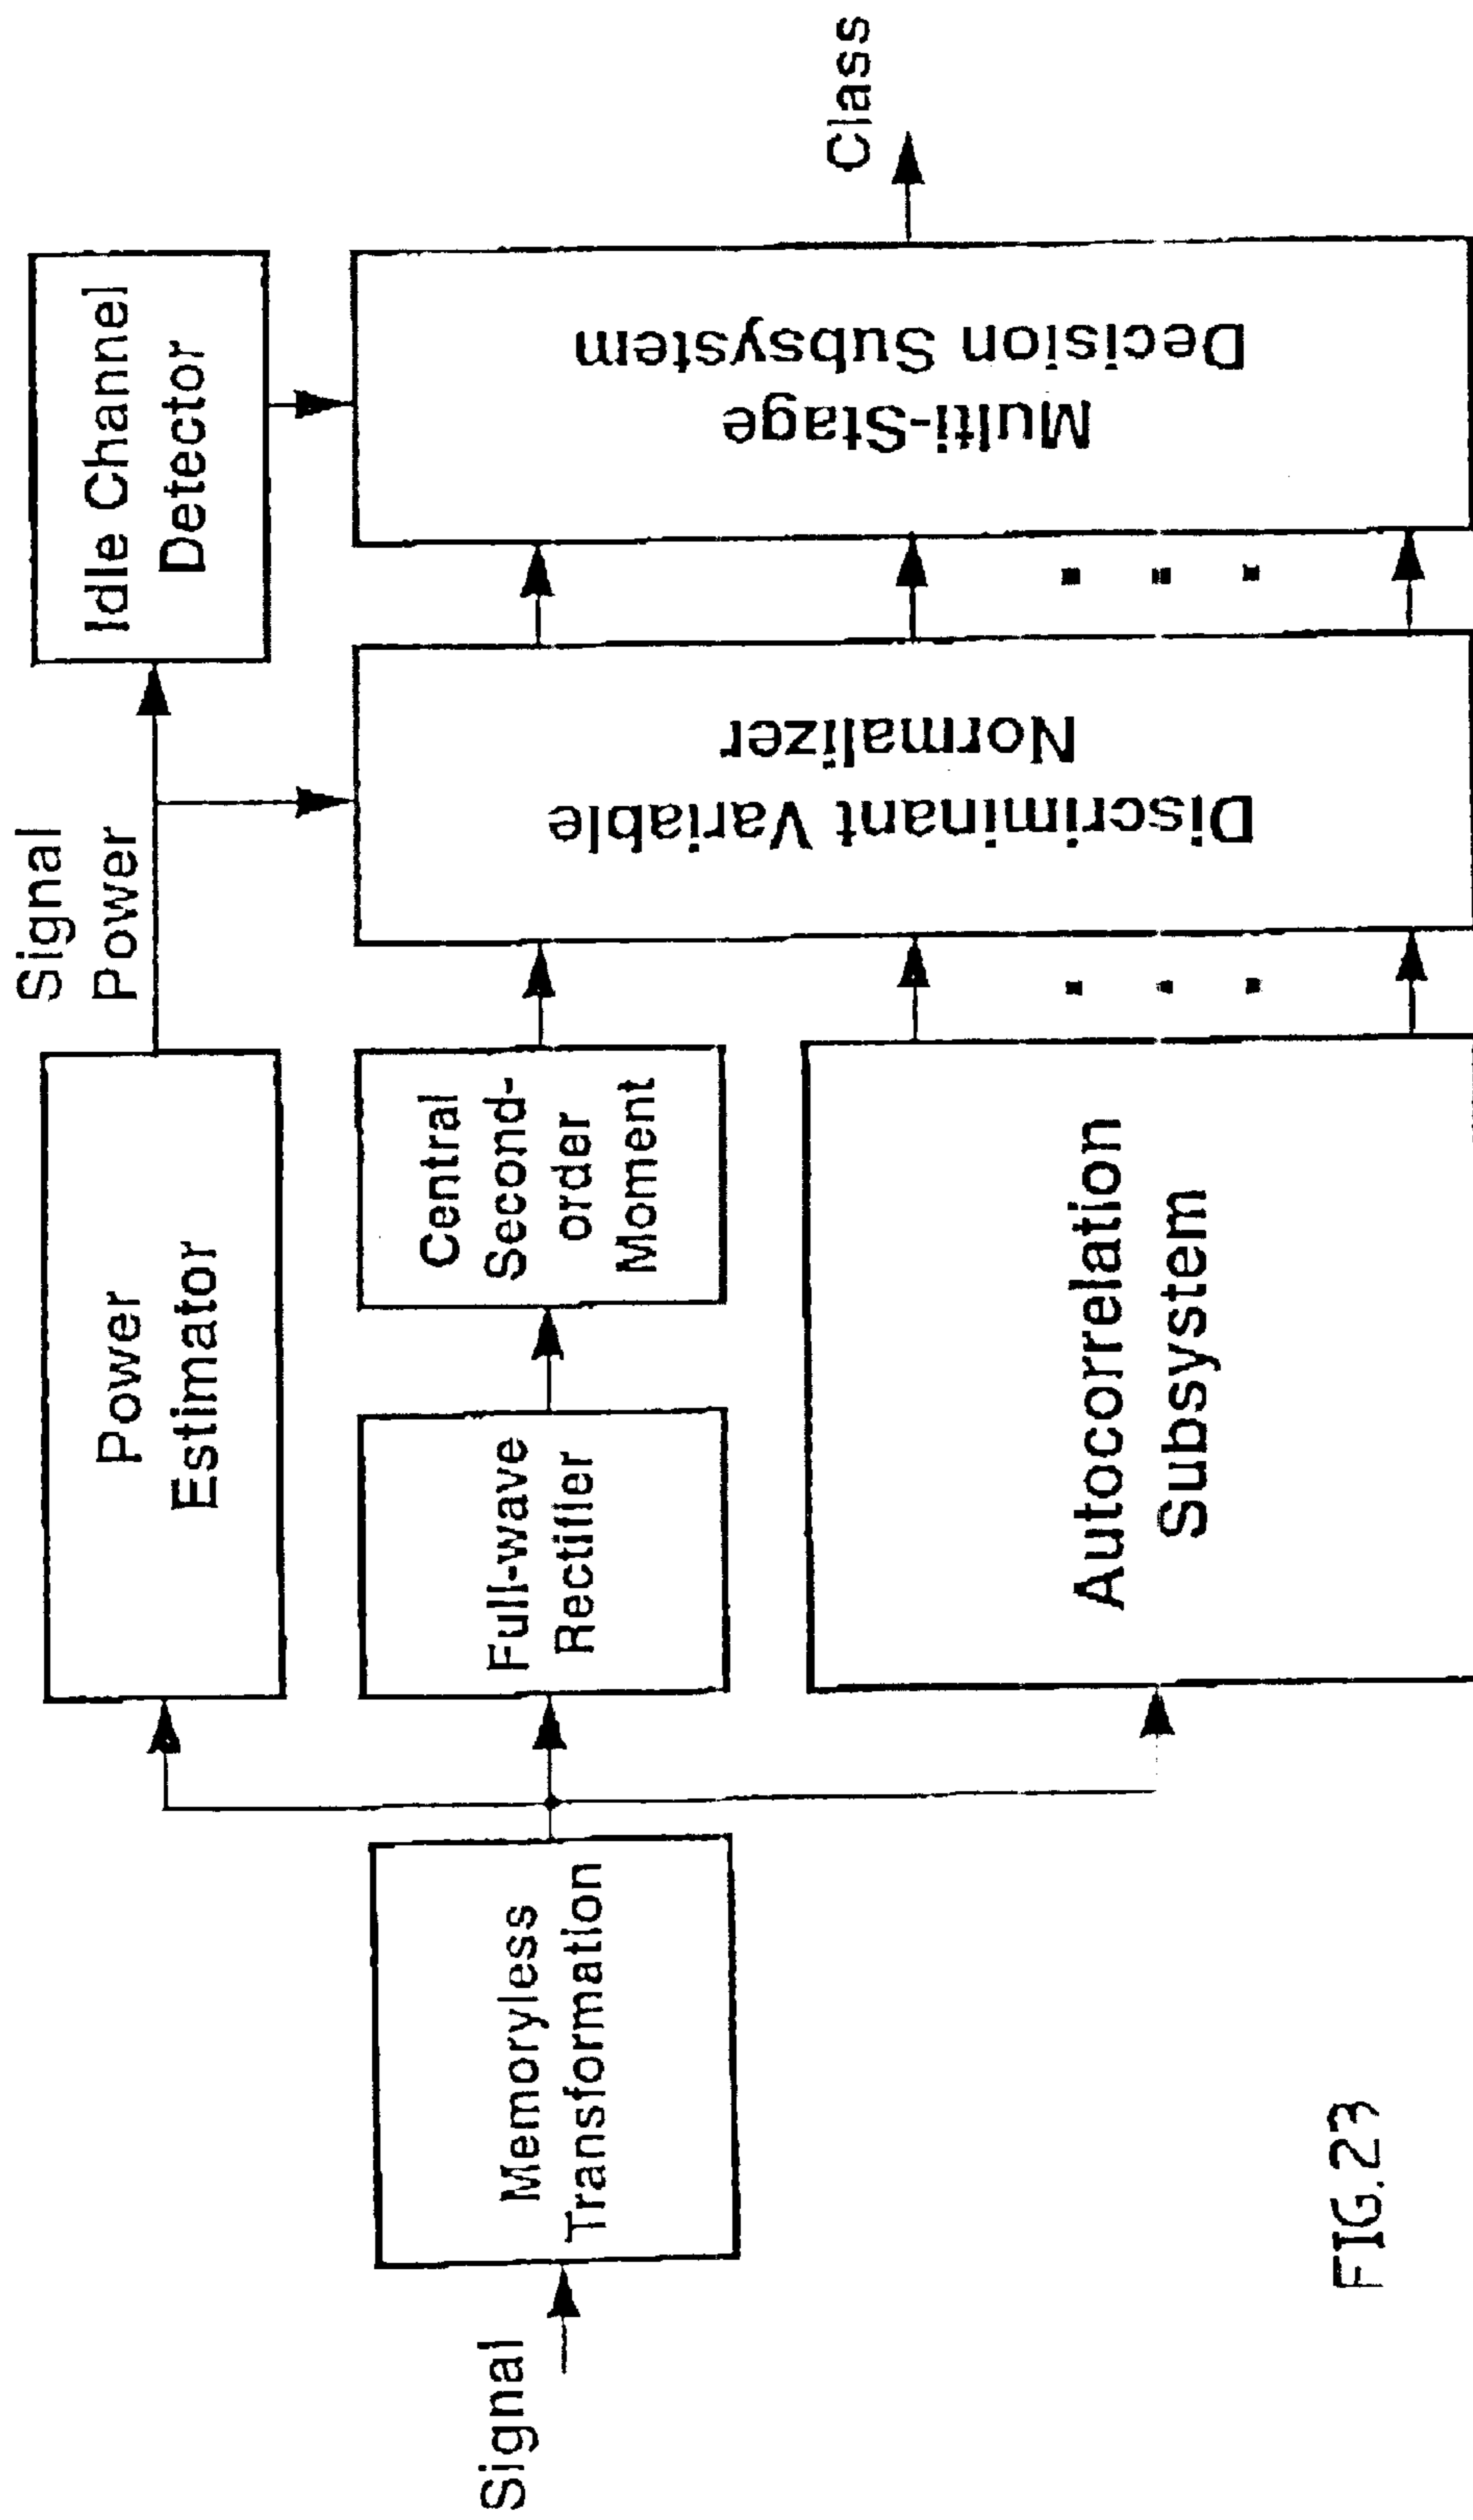 Signal
Memoryless
Transformation
Power
Estimator
Full-wave
Rectifier
Central
Second-
order
Moment
Autocorrelation
Subsystem
Signal
Power
Discriminant Variable
Normalizer
Idle Channel
Detector
Multi-Stage
Decision Subsystem
Class
FIG.23